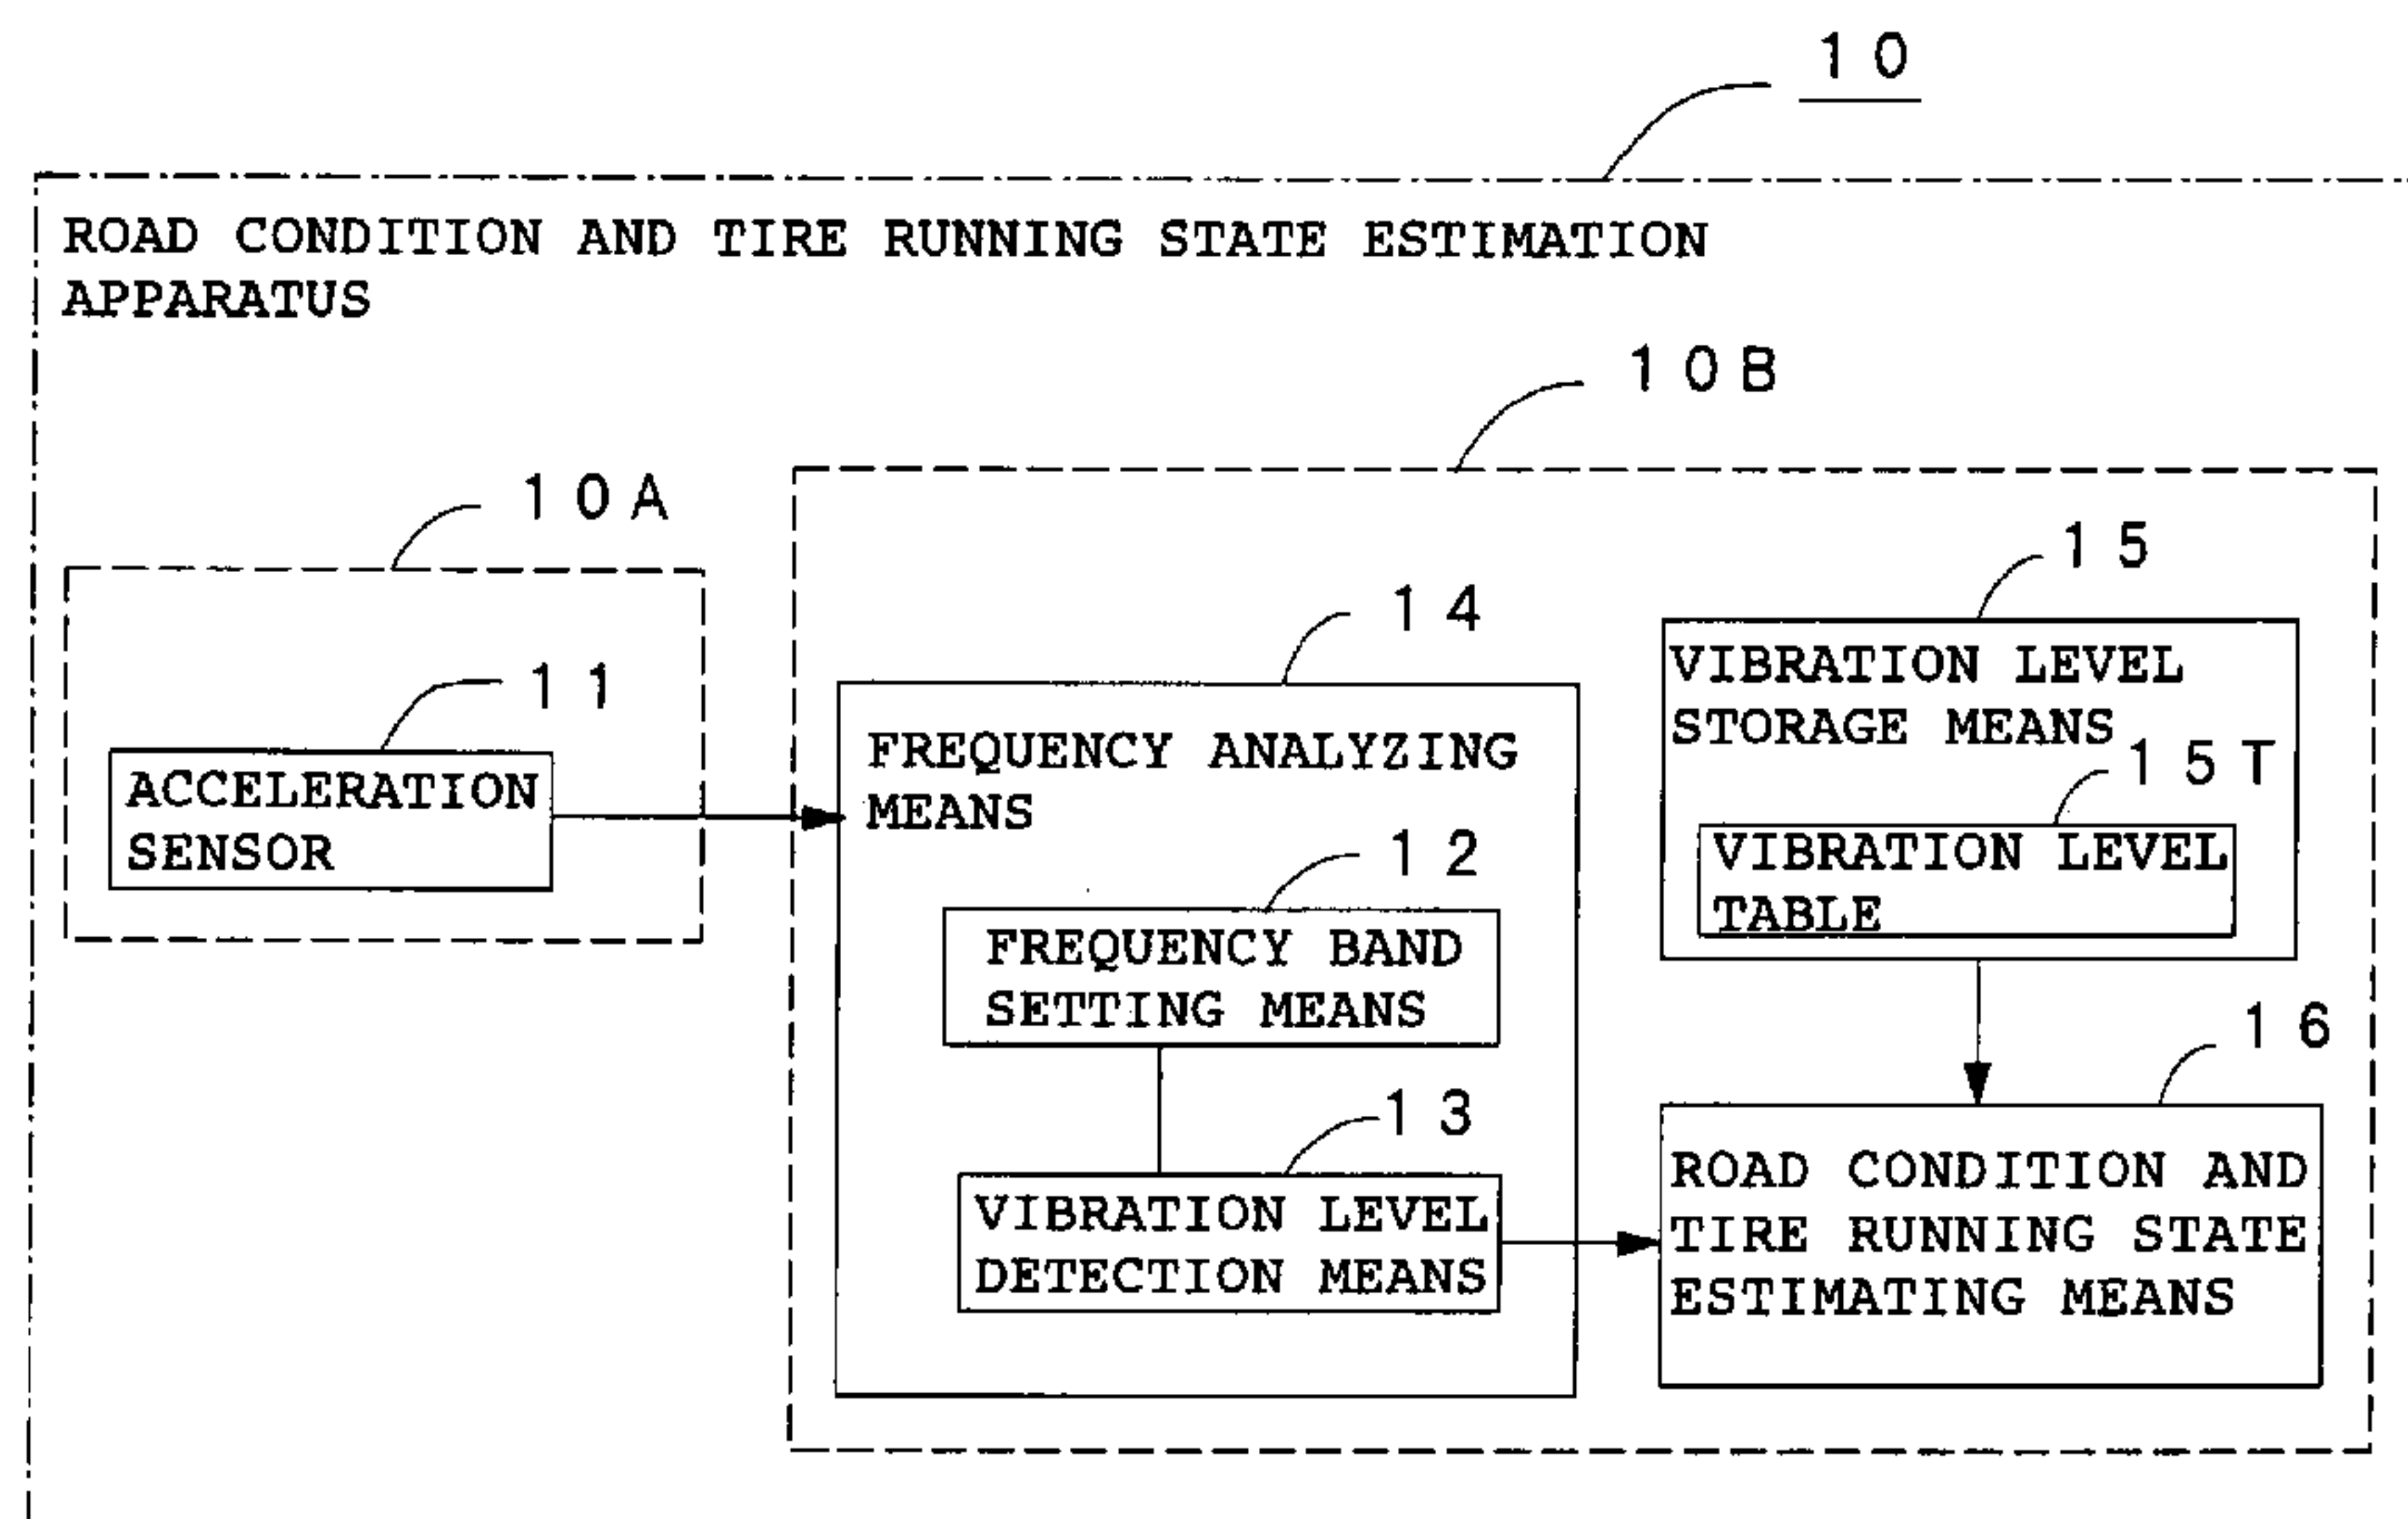 10
ROAD CONDITION AND TIRE RUNNING STATE ESTIMATION
APPARATUS
10B
10A
11
ACCELERATION
SENSOR
14
FREQUENCY ANALYZING
MEANS
12
FREQUENCY BAND
SETTING MEANS
13
VIBRATION LEVEL
DETECTION MEANS
15
VIBRATION LEVEL
STORAGE MEANS
15T
VIBRATION LEVEL
TABLE
16
ROAD CONDITION AND
TIRE RUNNING STATE
ESTIMATING MEANS